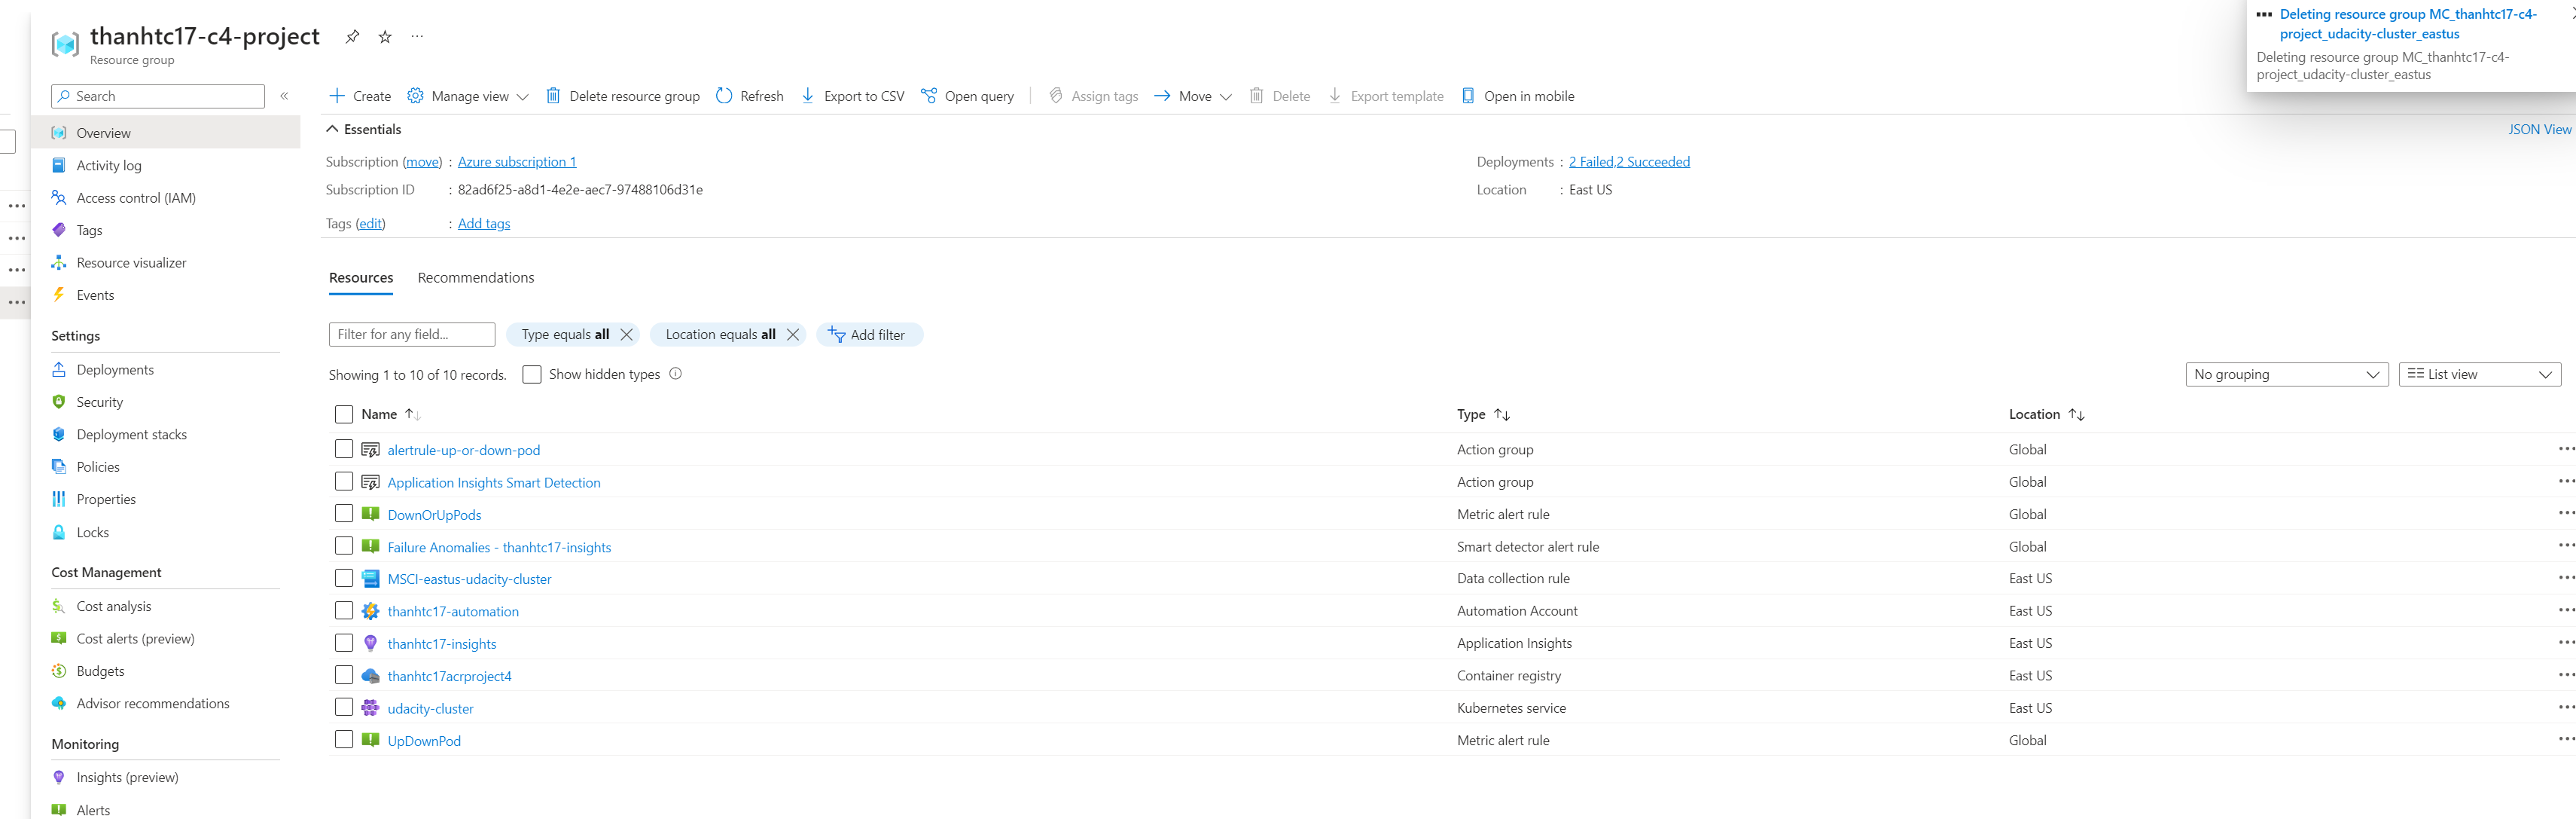 thanhtc17-c4-project
Resource group
Deleting resource group MC_thanhtc17-c4-
project_udacity-cluster_eastus
Deleting resource group MC_thanhtc17-c4-
project_udacity-cluster_eastus
Search
Create
Manage view
Delete resource group
Refresh
Export to CSV
Open query
Assign tags
Move
Delete
Export template
Open in mobile
Overview
Activity log
Access control (IAM)
Tags
Resource visualizer
Events
Settings
Deployments
Security
Deployment stacks
Policies
Properties
Locks
Cost Management
Cost analysis
Cost alerts (preview)
Budgets
Advisor recommendations
Monitoring
Insights (preview)
Alerts
Essentials
JSON View
Subscription (move) : Azure subscription 1
Subscription ID : 82ad6f25-a8d1-4e2e-aec7-97488106d31e
Tags (edit) : Add tags
Deployments : 2 Failed,2 Succeeded
Location : East US
Resources Recommendations
Filter for any field...
Type equals all
Location equals all
Add filter
Showing 1 to 10 of 10 records.
Show hidden types
No grouping
List view
Name Type Location
alertrule-up-or-down-pod Action group Global
Application Insights Smart Detection Action group Global
DownOrUpPods Metric alert rule Global
Failure Anomalies - thanhtc17-insights Smart detector alert rule Global
MSCI-eastus-udacity-cluster Data collection rule East US
thanhtc17-automation Automation Account East US
thanhtc17-insights Application Insights East US
thanhtc17acrproject4 Container registry East US
udacity-cluster Kubernetes service East US
UpDownPod Metric alert rule Global